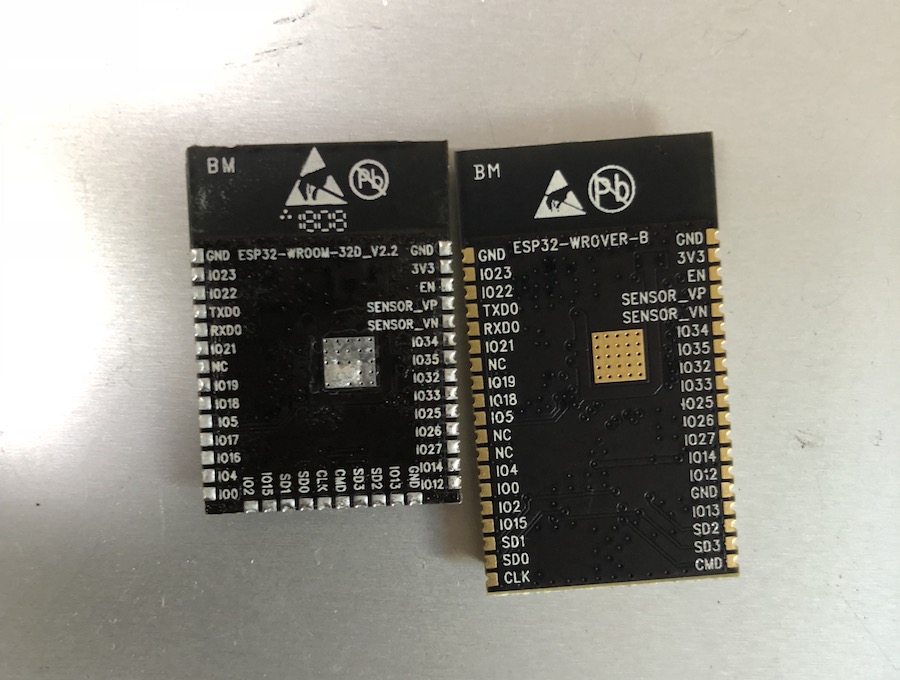 BM
Pb
1808
ESP32-WROOM-32D_V2.2
GND
IO23
IO22
TXD0
RXD0
IO21
NC
IO19
IO18
IO5
IO17
IO16
IO4
IO0
IO2
IO15
SD1
SD0
CLK
CMD
SD3
SD2
IO13
GND
GND
3V3
EN
SENSOR_VP
SENSOR_VN
IO34
IO35
IO32
IO33
IO25
IO26
IO27
IO14
IO12
BM
Pb
ESP32-WROVER-B
GND
IO23
IO22
TXD0
RXD0
IO21
NC
IO19
IO18
IO5
NC
NC
IO4
IO0
IO2
IO15
SD1
SD0
CLK
GND
3V3
EN
SENSOR_VP
SENSOR_VN
IO34
IO35
IO32
IO33
IO25
IO26
IO27
IO14
IO12
GND
IO13
SD2
SD3
CMD